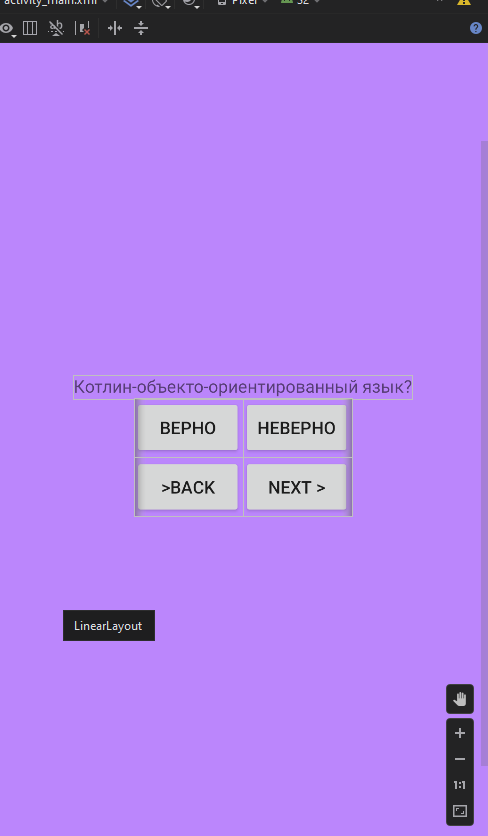 activity_main.xml
Pixel
32
?
Котлин-объекто-ориентированный язык?
ВЕРНО
НЕВЕРНО
>BACK
NEXT >
LinearLayout
1:1